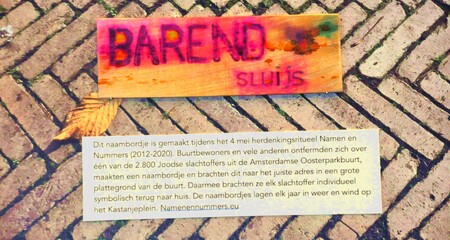 BAREND
SLUIJS
Dit naambordje is gemaakt tijdens het 4 mei herdenkingsritueel Namen en
Nummers (2012-2020). Buurtbewoners en vele anderen ontfermden zich over
één van de 2.800 Joodse slachtoffers uit de Amsterdamse Oosterparkbuurt,
maakten een naambordje en brachten dit naar het juiste adres in een grote
plattegrond van de buurt. Daarmee brachten ze elk slachtoffer individueel
symbolisch terug naar huis. De naambordjes lagen elk jaar in weer en wind op
het Kastanjeplein. Namenennummers.eu